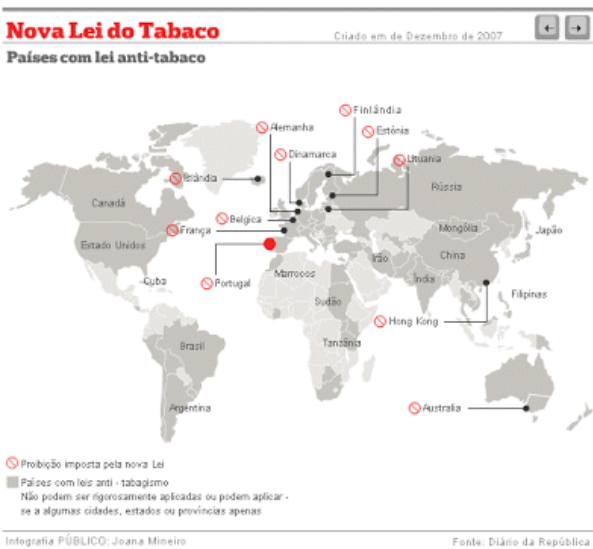 Nova Lei do Tabaco
Criado em de Dezembro de 2007
Países com lei anti-tabaco
Finlândia
Alemanha
Estónia
Dinamarca
Lituania
Islândia
Rússia
Canadá
Belgica
França
Mongólia
Japão
Estados Unidos
China
Irão
Marrocos
India
Cuba
Portugal
Filipinas
Sudão
Hong Kong
Brasil
Tanzânia
Argentina
Australia
Proibição imposta pela nova Lei
Países com leis anti - tabagismo
Não podem ser rigorosamente aplicadas ou podem aplicar -
se a algumas cidades, estados ou províncias apenas
Infografia PÚBLICO: Joana Mineiro
Fonte: Diário da República